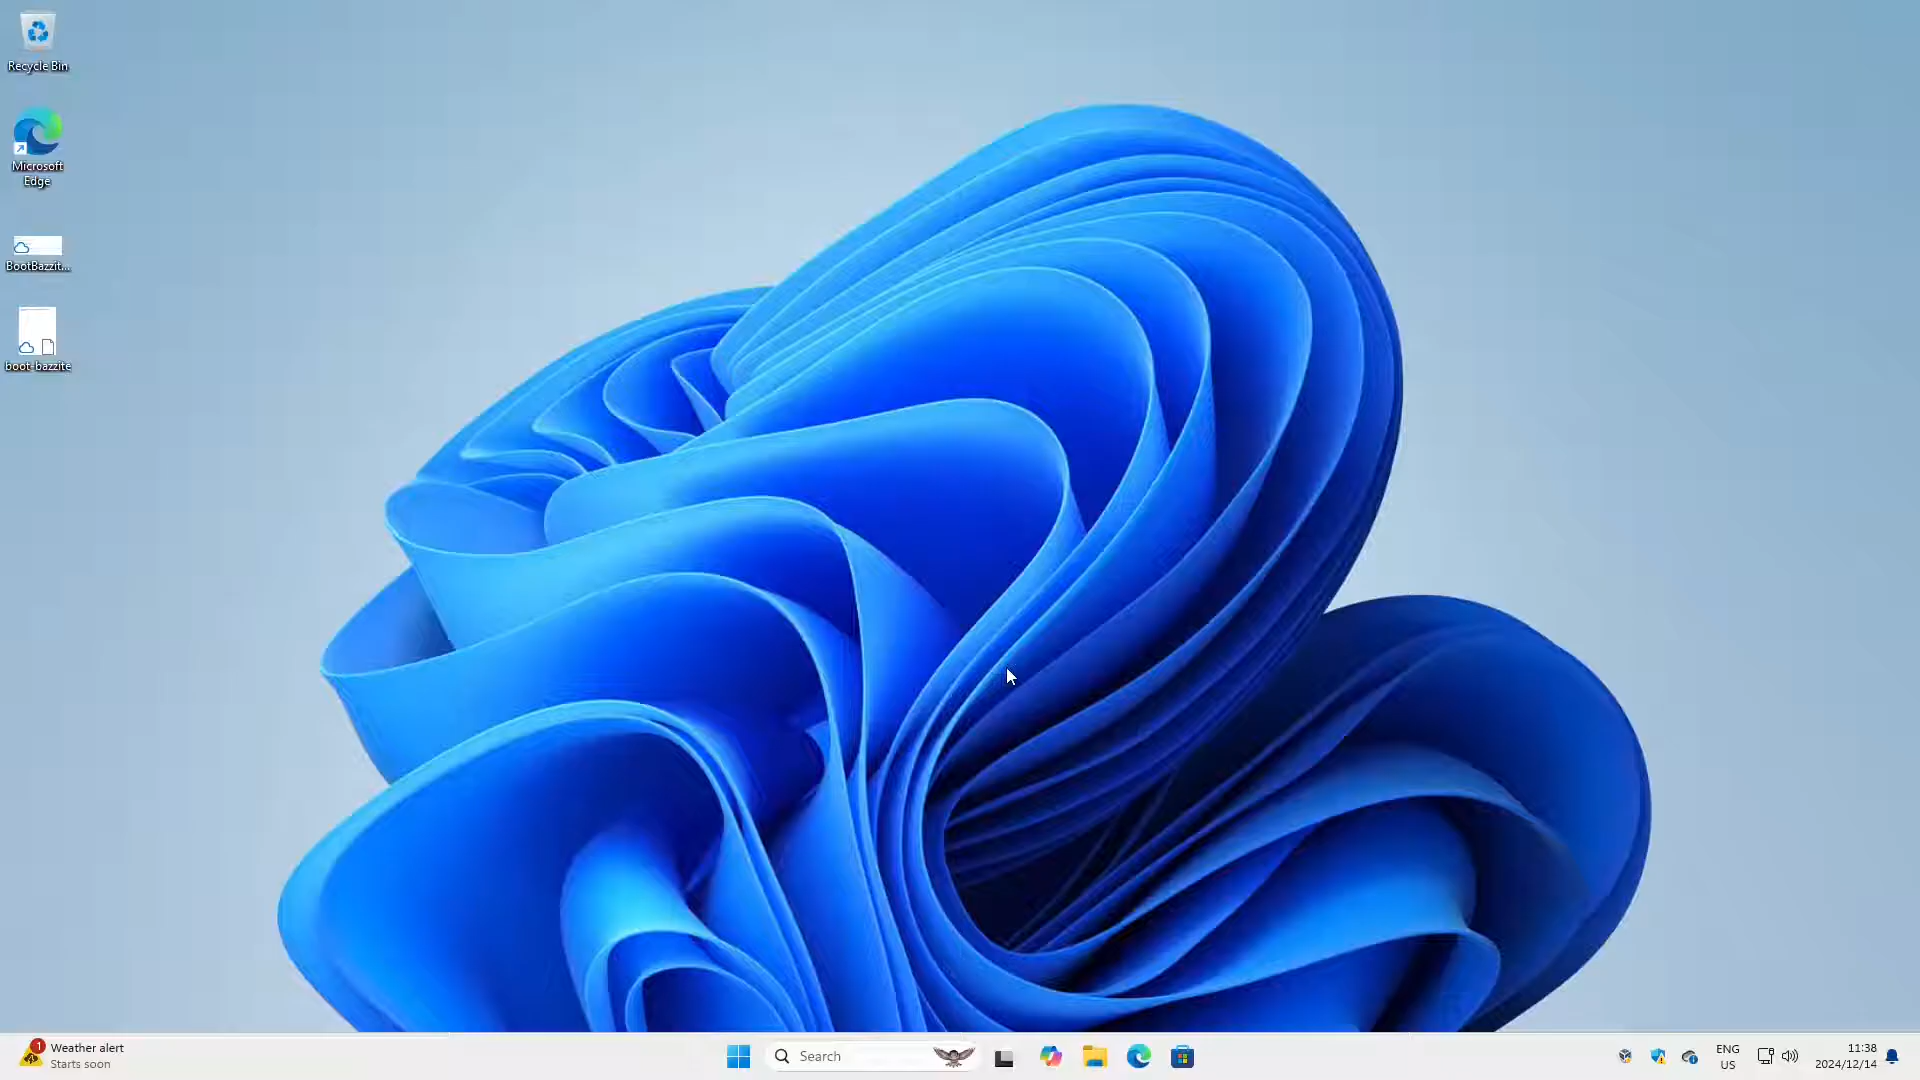 Recycle Bin
Microsoft
Edge
BootBazzit...
boot-bazzite
1
Weather alert
Starts soon
Search
ENG
US
11:38
2024/12/14